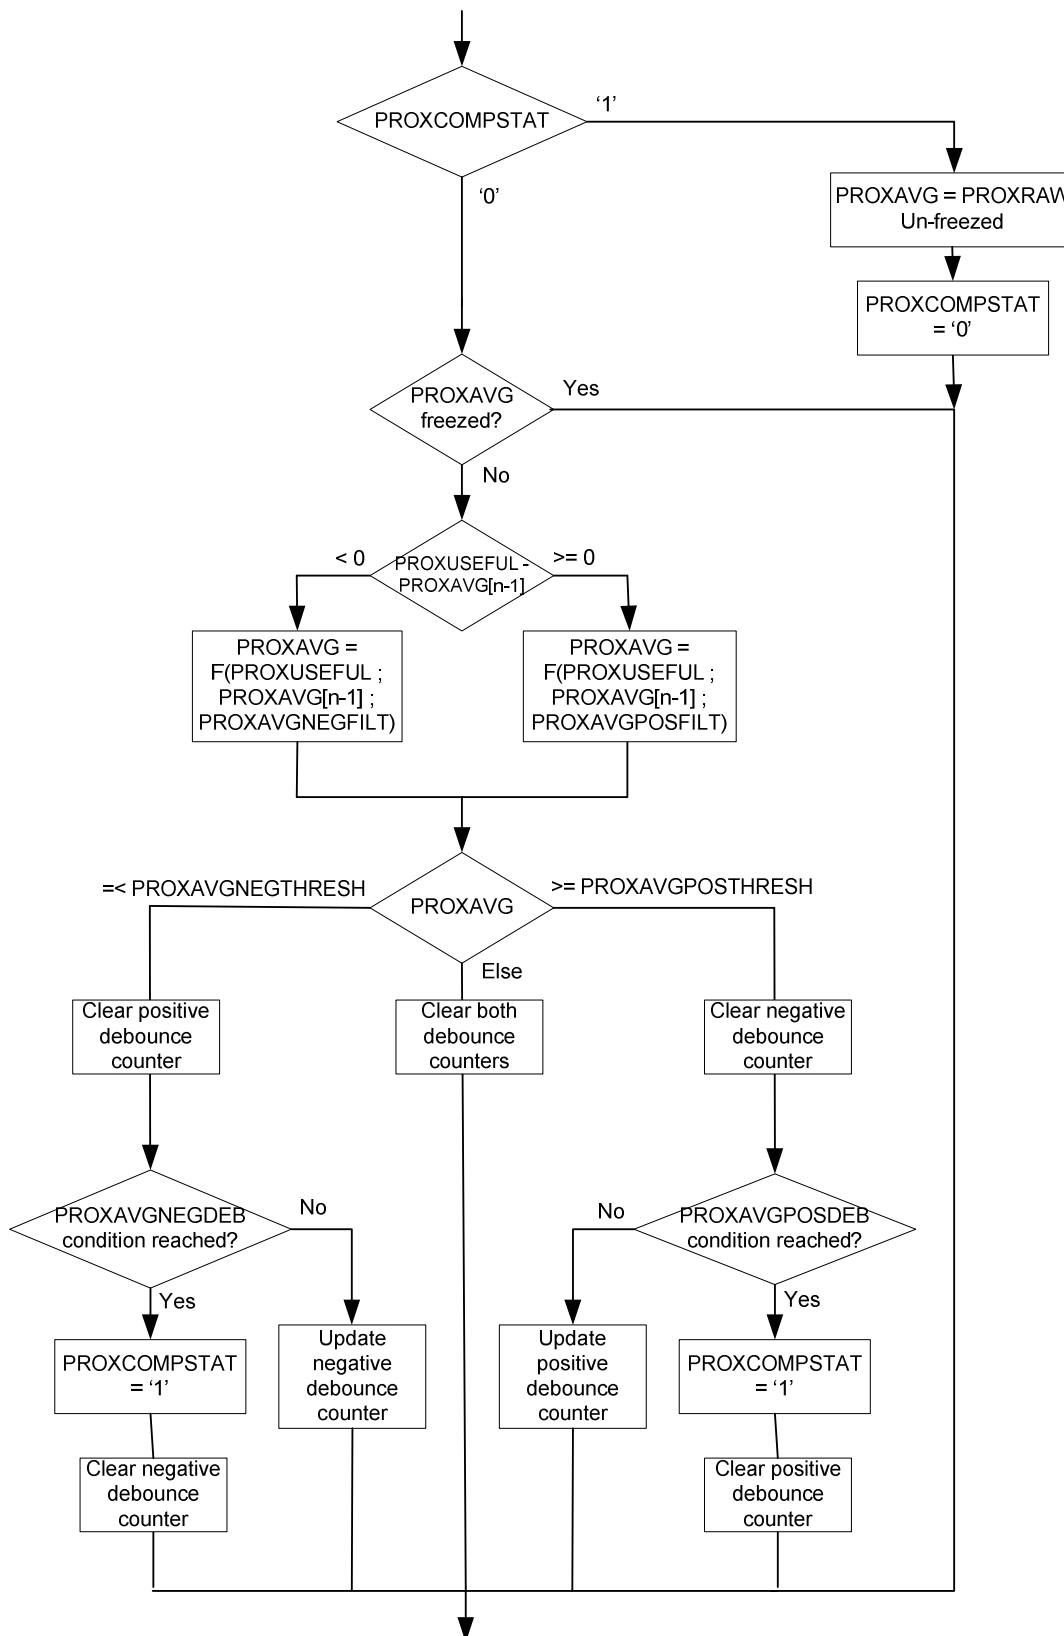 PROXCOMPSTAT
‘1’
‘0’
PROXAVG = PROXRAW
Un-freezed
PROXCOMPSTAT
= ‘0’
PROXAVG
freezed?
Yes
No
< 0
PROXUSEFUL -
PROXAVG[n-1]
>= 0
PROXAVG =
F(PROXUSEFUL ;
PROXAVG[n-1] ;
PROXAVGNEGFILT)
PROXAVG =
F(PROXUSEFUL ;
PROXAVG[n-1] ;
PROXAVGPOSFILT)
=< PROXAVGNEGTHRESH
PROXAVG
>= PROXAVGPOSTHRESH
Else
Clear positive
debounce
counter
Clear both
debounce
counters
Clear negative
debounce
counter
PROXAVGNEGDEB
condition reached?
No
Yes
No
PROXAVGPOSDEB
condition reached?
Yes
PROXCOMPSTAT
= ‘1’
Update
negative
debounce
counter
Update
positive
debounce
counter
PROXCOMPSTAT
= ‘1’
Clear negative
debounce
counter
Clear positive
debounce
counter